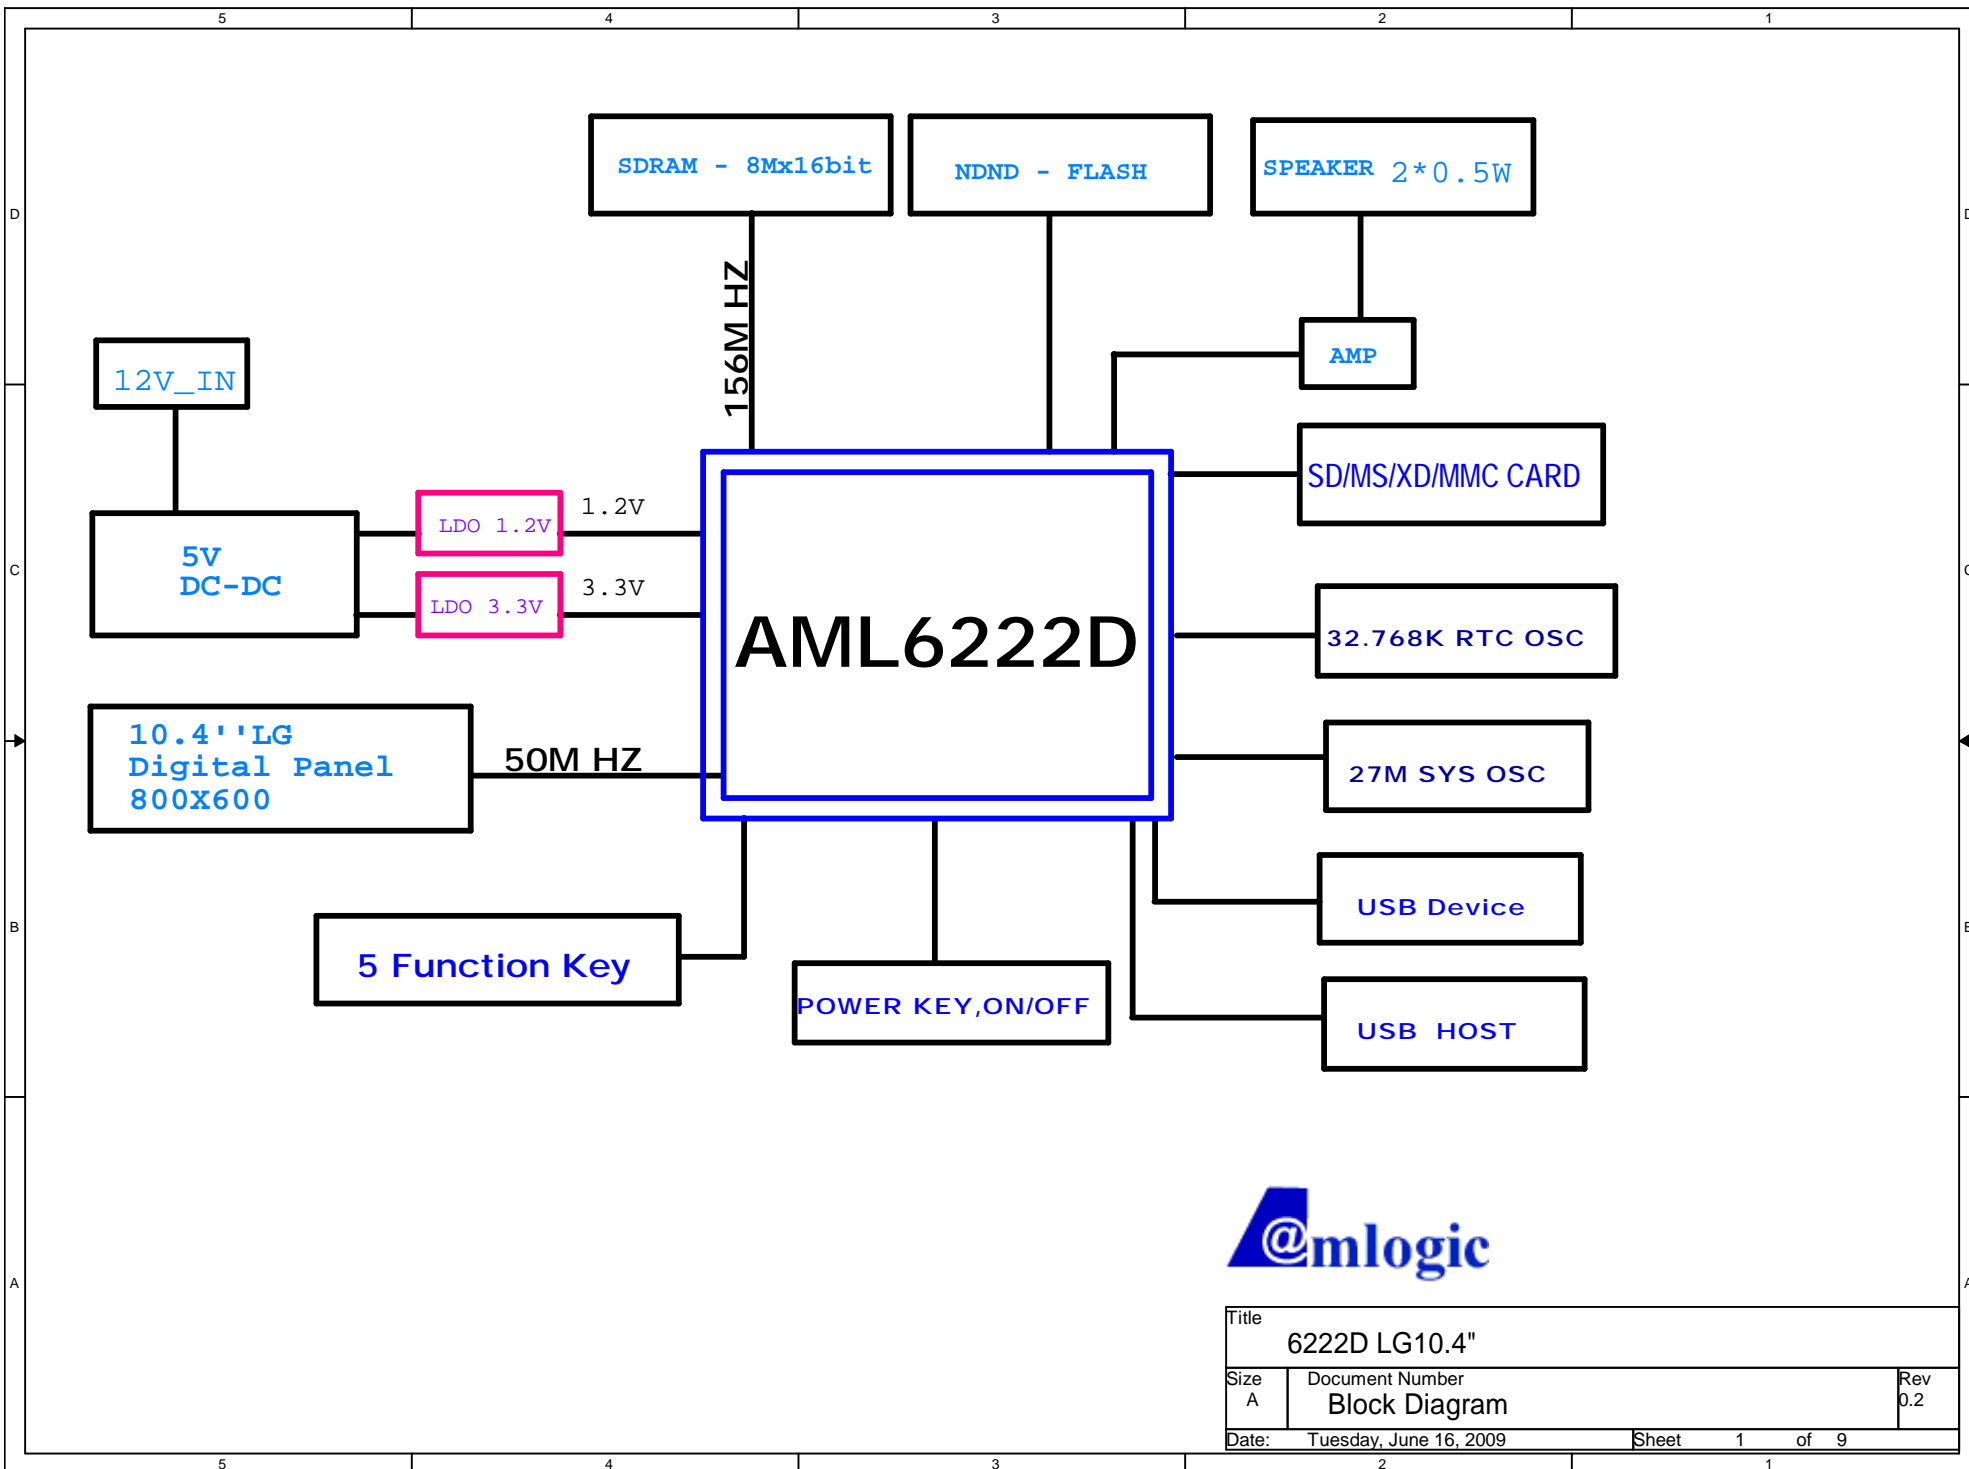 5 4 3 2 1
D
C
B
A
SDRAM - 8Mx16bit
NDND - FLASH
SPEAKER 2*0.5W
156M HZ
AMP
12V_IN
SD/MS/XD/MMC CARD
5V
DC-DC
LDO 1.2V
1.2V
LDO 3.3V
3.3V
AML6222D
32.768K RTC OSC
10.4''LG
Digital Panel
800X600
50M HZ
27M SYS OSC
USB Device
5 Function Key
POWER KEY,ON/OFF
USB HOST
@mlogic
Title
6222D LG10.4"
Size
A
Document Number
Block Diagram
Rev
0.2
Date: Tuesday, June 16, 2009
Sheet 1 of 9
5 4 3 2 1